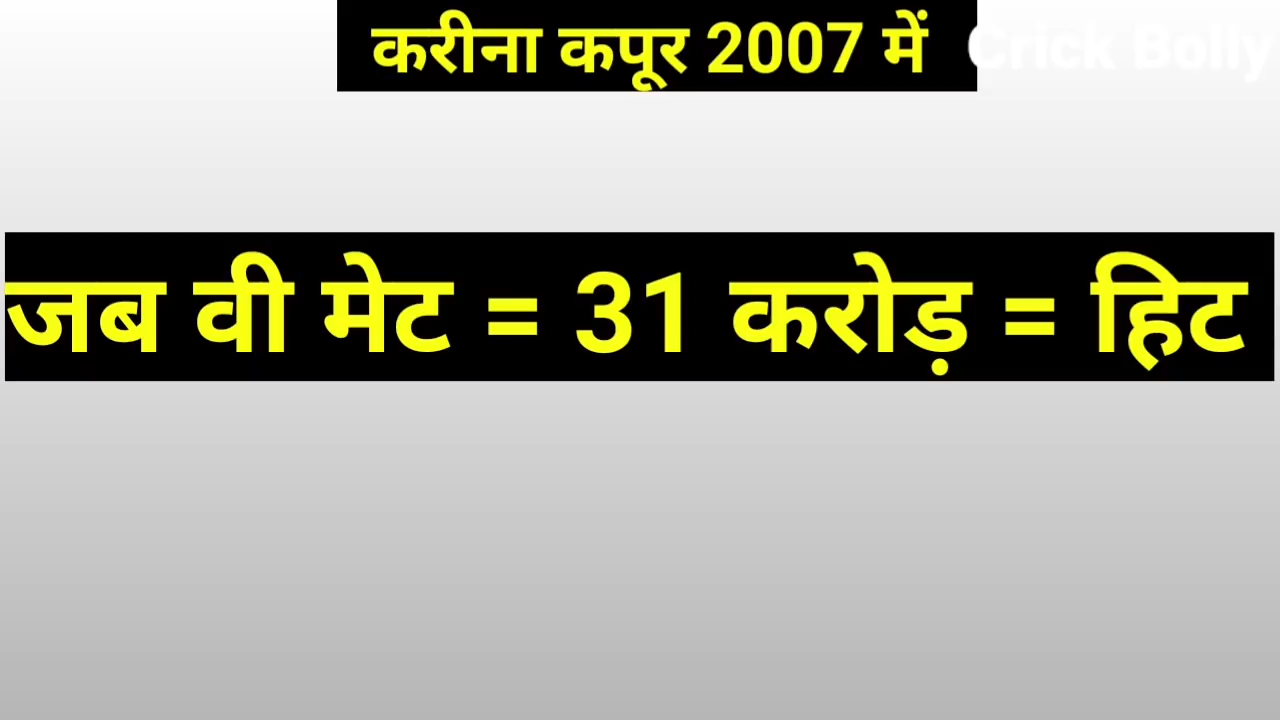 करीना कपूर 2007 में
Crick Bolly
जब वी मेट = 31 करोड़ = हिट